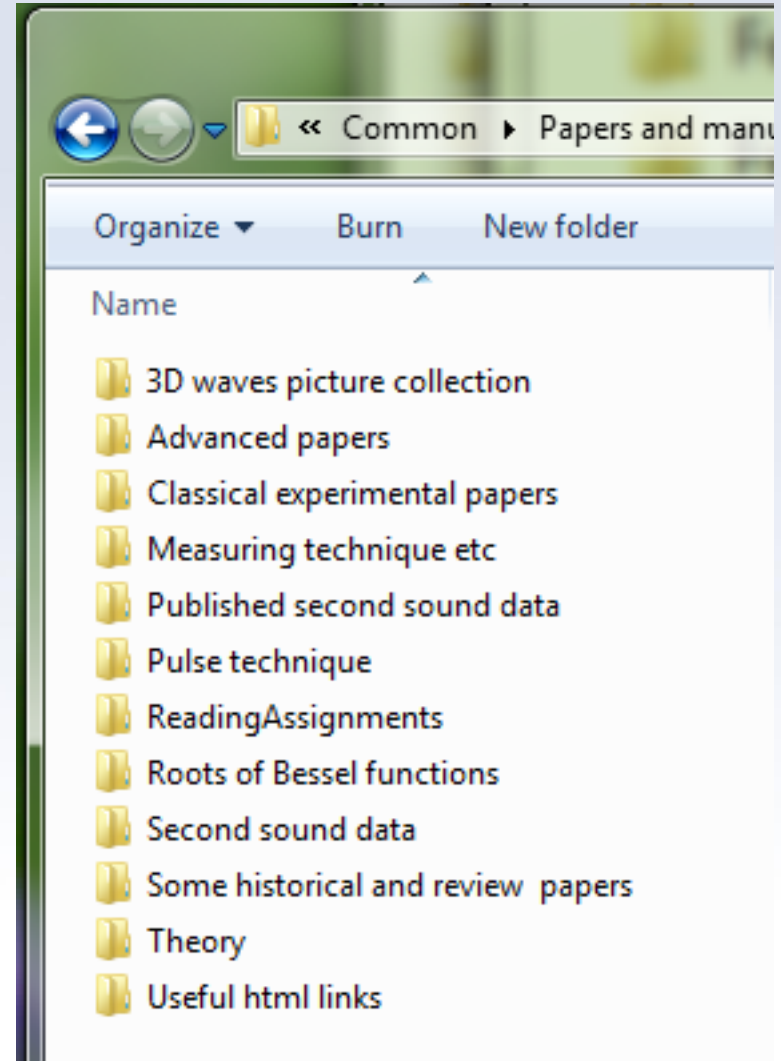 « Common ▸ Papers and manu
Organize ▾ Burn New folder
Name
3D waves picture collection
Advanced papers
Classical experimental papers
Measuring technique etc
Published second sound data
Pulse technique
ReadingAssignments
Roots of Bessel functions
Second sound data
Some historical and review  papers
Theory
Useful html links